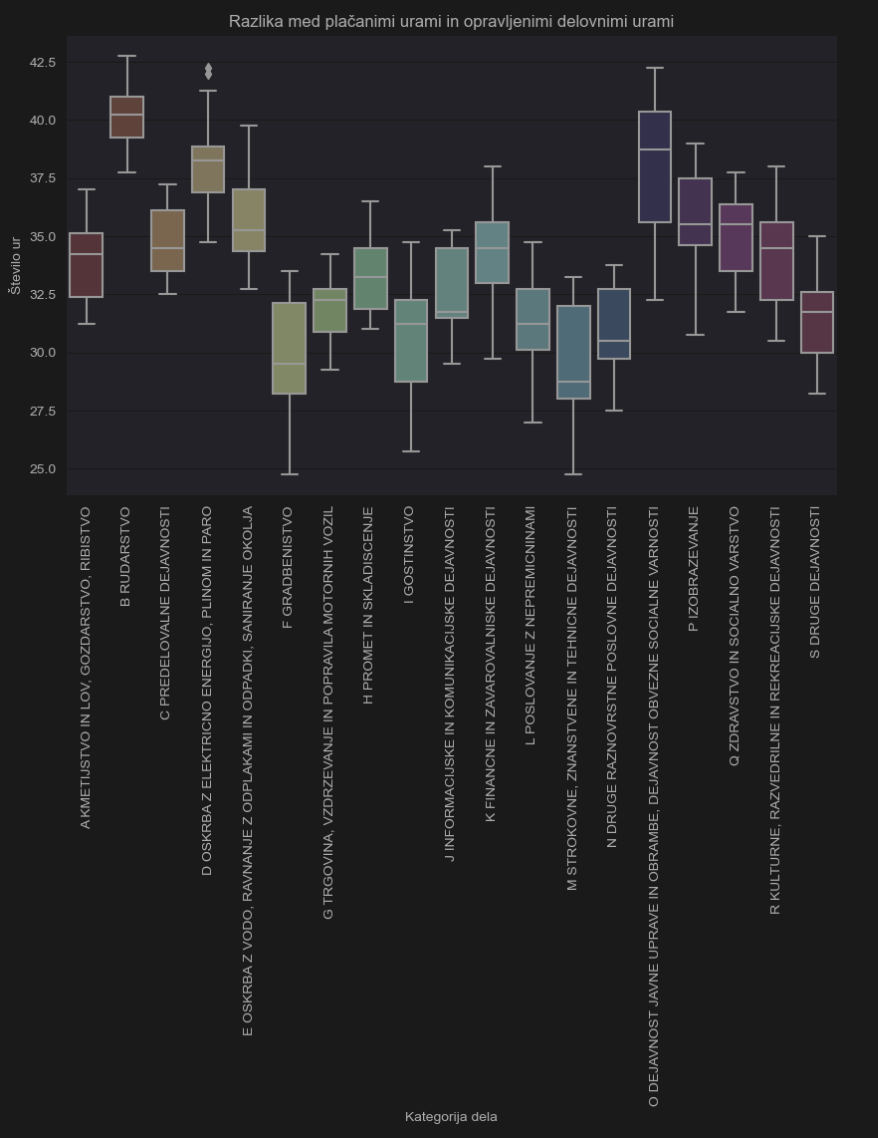 Razlika med plačanimi urami in opravljenimi delovnimi urami
Število ur
42.5
40.0
37.5
35.0
32.5
30.0
27.5
25.0
A KMETIJSTVO IN LOV, GOZDARSTVO, RIBISTVO
B RUDARSTVO
C PREDELOVALNE DEJAVNOSTI
D OSKRBA Z ELEKTRICNO ENERGIJO, PLINOM IN PARO
E OSKRBA Z VODO, RAVNANJE Z ODPLAKAMI IN ODPADKI, SANIRANJE OKOLJA
F GRADBENISTVO
G TRGOVINA, VZDRZEVANJE IN POPRAVILA MOTORNIH VOZIL
H PROMET IN SKLADISCENJE
I GOSTINSTVO
J INFORMACIJSKE IN KOMUNIKACIJSKE DEJAVNOSTI
K FINANCNE IN ZAVAROVALNISKE DEJAVNOSTI
L POSLOVANJE Z NEPREMICNINAMI
M STROKOVNE, ZNANSTVENE IN TEHNICNE DEJAVNOSTI
N DRUGE RAZNOVRSTNE POSLOVNE DEJAVNOSTI
O DEJAVNOST JAVNE UPRAVE IN OBRAMBE, DEJAVNOST OBVEZNE SOCIALNE VARNOSTI
P IZOBRAZEVANJE
Q ZDRAVSTVO IN SOCIALNO VARSTVO
R KULTURNE, RAZVEDRILNE IN REKREACIJSKE DEJAVNOSTI
S DRUGE DEJAVNOSTI
Kategorija dela